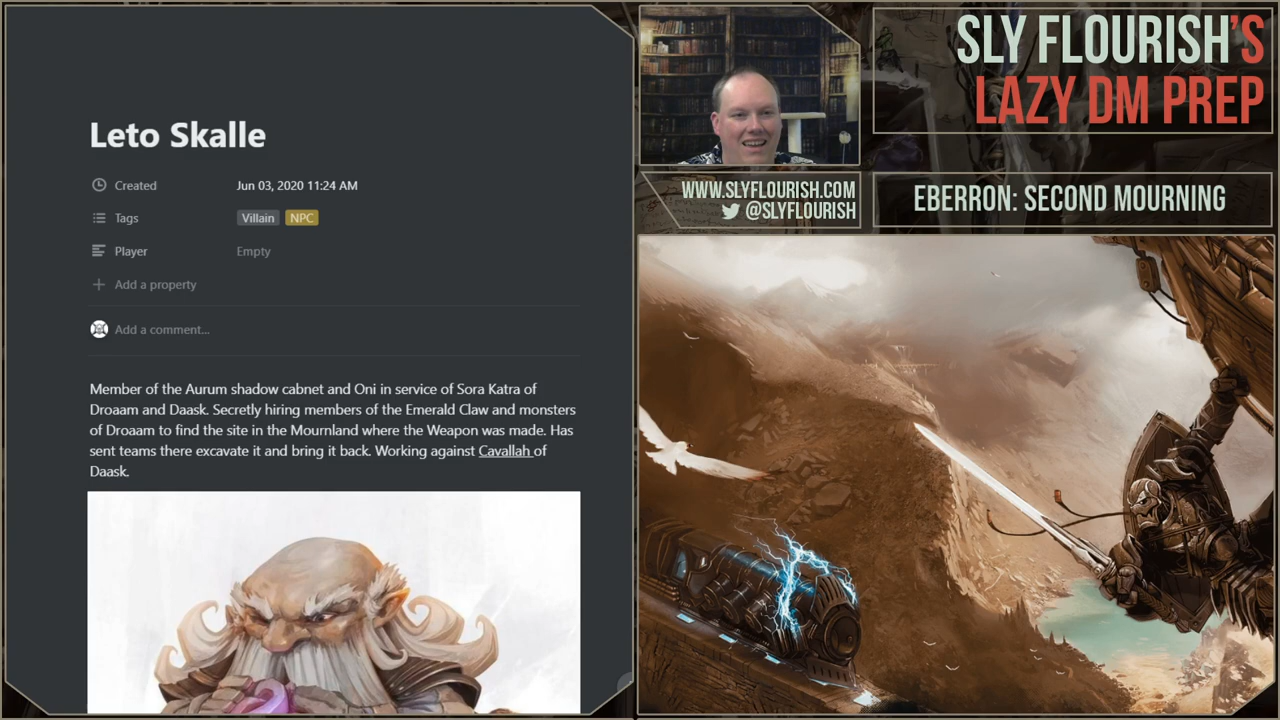 Leto Skalle
Created Jun 03, 2020 11:24 AM
Tags Villain NPC
Player Empty
Add a property
Add a comment...
Member of the Aurum shadow cabnet and Oni in service of Sora Katra of
Droaam and Daask. Secretly hiring members of the Emerald Claw and monsters
of Droaam to find the site in the Mournland where the Weapon was made. Has
sent teams there excavate it and bring it back. Working against Cavallah of
Daask.
SLY FLOURISH'S
LAZY DM PREP
WWW.SLYFLOURISH.COM
@SLYFLOURISH
EBERRON: SECOND MOURNING